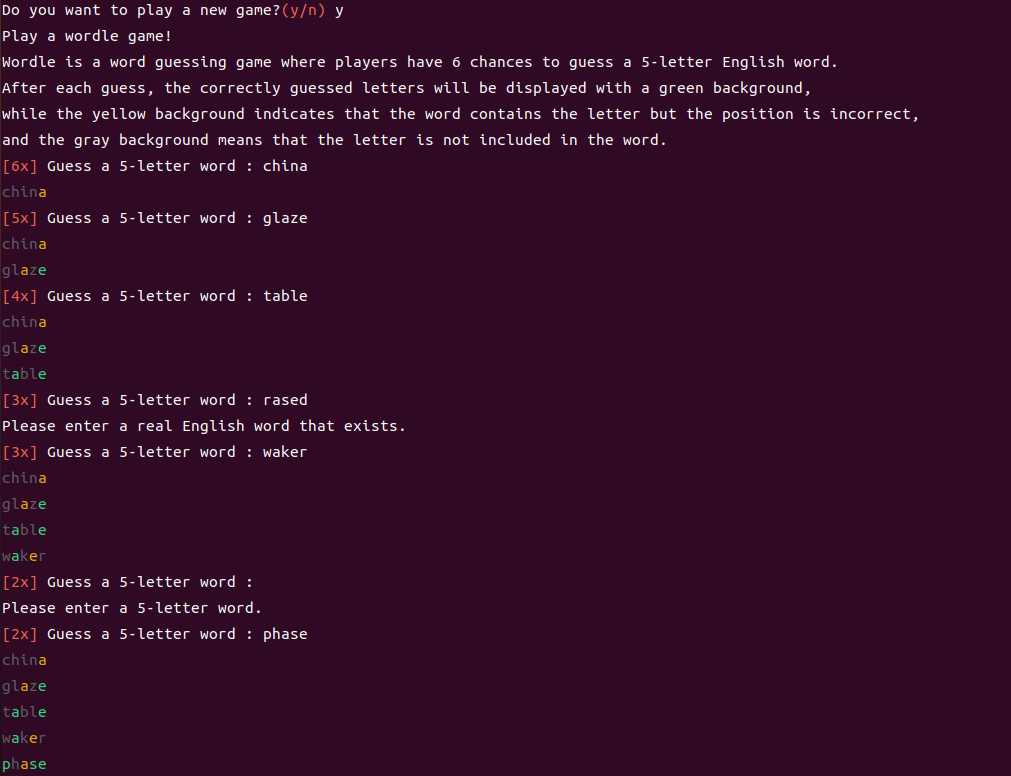 Do you want to play a new game?(y/n) y
Play a wordle game!
Wordle is a word guessing game where players have 6 chances to guess a 5-letter English word.
After each guess, the correctly guessed letters will be displayed with a green background,
while the yellow background indicates that the word contains the letter but the position is incorrect,
and the gray background means that the letter is not included in the word.
[6x] Guess a 5-letter word : china
china
[5x] Guess a 5-letter word : glaze
china
glaze
[4x] Guess a 5-letter word : table
china
glaze
table
[3x] Guess a 5-letter word : rased
Please enter a real English word that exists.
[3x] Guess a 5-letter word : waker
china
glaze
table
waker
[2x] Guess a 5-letter word :
Please enter a 5-letter word.
[2x] Guess a 5-letter word : phase
china
glaze
table
waker
phase